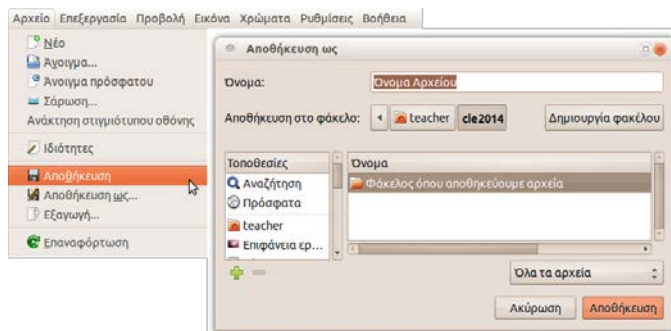 Αρχείο Επεξεργασία Προβολή Εικόνα Χρώματα Ρυθμίσεις Βοήθεια
Νέο
Άνοιγμα...
Άνοιγμα πρόσφατου
Σάρωση...
Ανάκτηση στιγμιότυπου οθόνης
Ιδιότητες
Αποθήκευση
Αποθήκευση ως...
Εξαγωγή...
Επαναφόρτωση
Αποθήκευση ως
Όνομα: Όνομα Αρχείου
Αποθήκευση στο φάκελο: teacher cle2014 Δημιουργία φακέλου
Τοποθεσίες Όνομα
Αναζήτηση Φάκελος όπου αποθηκεύουμε αρχεία
Πρόσφατα
teacher
Επιφάνεια ερ...
Όλα τα αρχεία
Ακύρωση Αποθήκευση